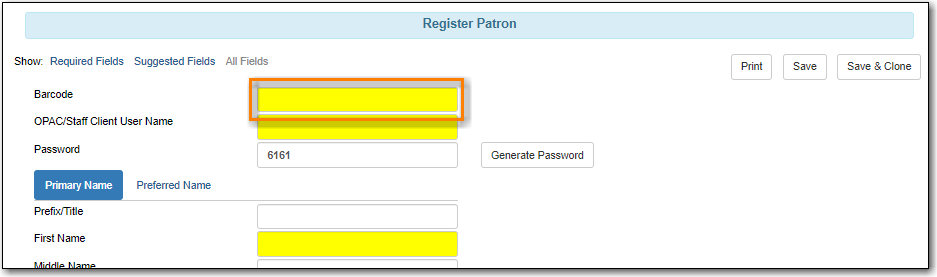 Register Patron
Show: Required Fields Suggested Fields All Fields
Print Save Save & Clone
Barcode
OPAC/Staff Client User Name
Password 6161 Generate Password
Primary Name Preferred Name
Prefix/Title
First Name
Middle Name